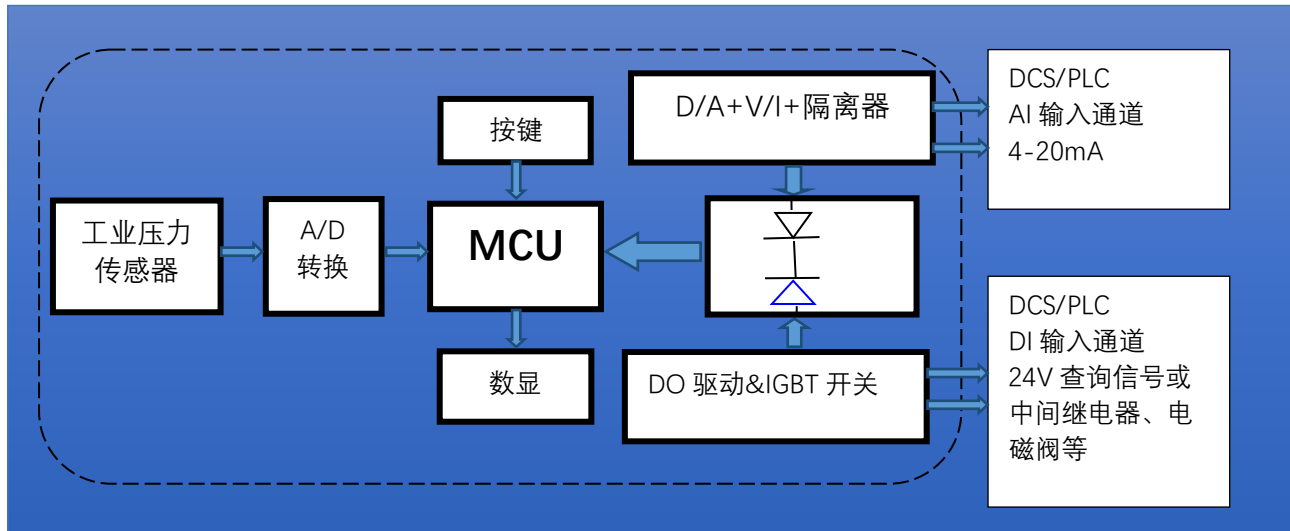 按键
工业压力
传感器
A/D
转换
MCU
数显
D/A+V/I+隔离器
DO 驱动&IGBT 开关
DCS/PLC
AI 输入通道
4-20mA
DCS/PLC
DI 输入通道
24V 查询信号或
中间继电器、电
磁阀等